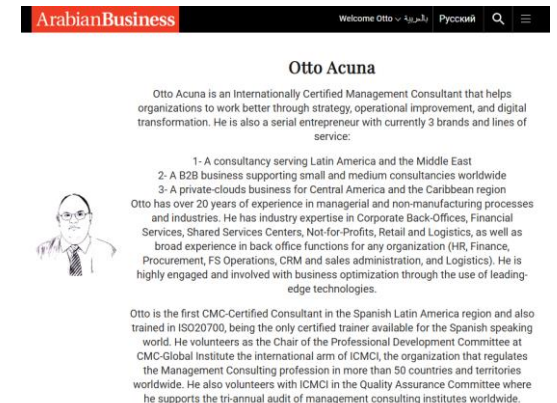 ArabianBusiness
Welcome Otto بالعربية Русский
Otto Acuna
Otto Acuna is an Internationally Certified Management Consultant that helps
organizations to work better through strategy, operational improvement, and digital
transformation. He is also a serial entrepreneur with currently 3 brands and lines of
service:
1- A consultancy serving Latin America and the Middle East
2- A B2B business supporting small and medium consultancies worldwide
3- A private-clouds business for Central America and the Caribbean region
Otto has over 20 years of experience in managerial and non-manufacturing processes
and industries. He has industry expertise in Corporate Back-Offices, Financial
Services, Shared Services Centers, Not-for-Profits, Retail and Logistics, as well as
broad experience in back office functions for any organization (HR, Finance,
Procurement, FS Operations, CRM and sales administration, and Logistics). He is
highly engaged and involved with business optimization through the use of leading-
edge technologies.
Otto is the first CMC-Certified Consultant in the Spanish Latin America region and also
trained in ISO20700, being the only certified trainer available for the Spanish speaking
world. He volunteers as the Chair of the Professional Development Committee at
CMC-Global Institute the international arm of ICMCI, the organization that regulates
the Management Consulting profession in more than 50 countries and territories
worldwide. He also volunteers with ICMCI in the Quality Assurance Committee where
he supports the tri-annual audit of management consulting institutes worldwide.